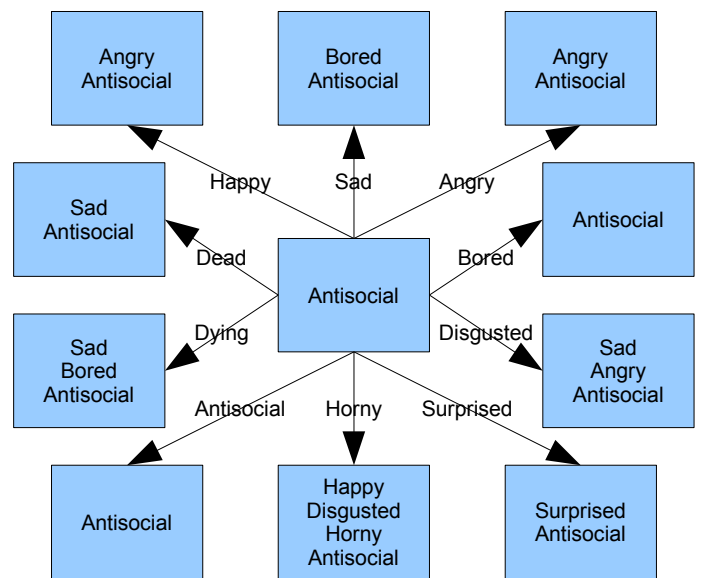 Angry
Antisocial
Bored
Antisocial
Angry
Antisocial
Happy
Sad
Angry
Sad
Antisocial
Antisocial
Dead
Bored
Antisocial
Dying
Disgusted
Sad
Bored
Antisocial
Sad
Angry
Antisocial
Antisocial
Horny
Surprised
Antisocial
Happy
Disgusted
Horny
Antisocial
Surprised
Antisocial